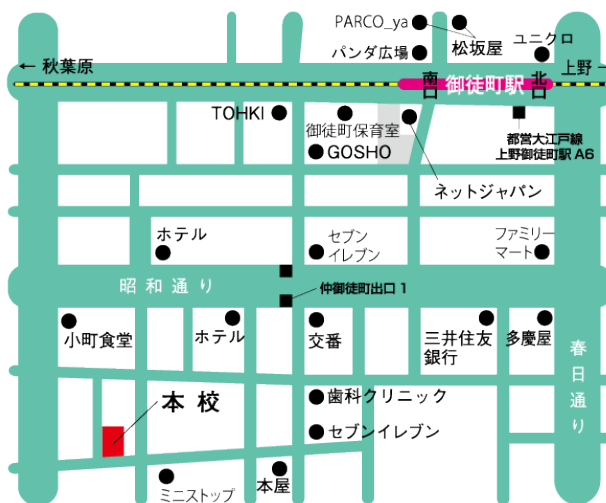 PARCO_ya
松坂屋
ユニクロ
パンダ広場
← 秋葉原
南口
御徒町駅
北口
上野→
TOHKI
御徒町保育室
都営大江戸線
上野御徒町駅 A6
GOSHO
ネットジャパン
ホテル
セブン
イレブン
ファミリー
マート
昭和通り
仲御徒町出口 1
小町食堂
ホテル
交番
三井住友
銀行
多慶屋
春日通り
本 校
歯科クリニック
セブンイレブン
ミニストップ
本屋